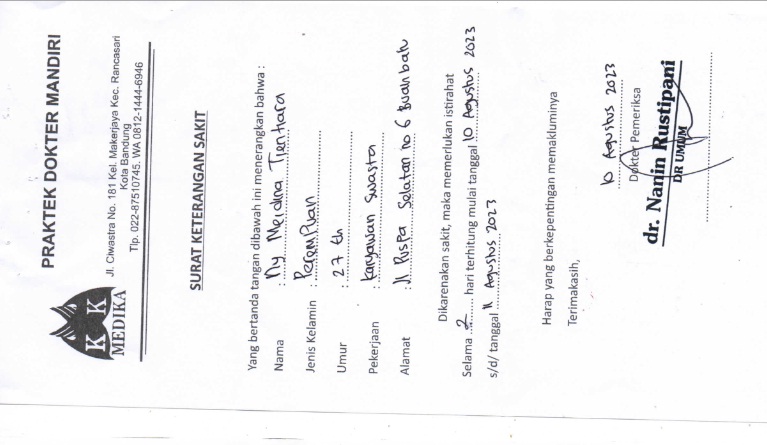 PRAKTEK DOKTER MANDIRI
K K
MEDIKA
Jl. Ciwastra No. 181 Kel. Mekarjaya Kec. Rancasari
Kota Bandung
Tlp. 022-87510745. WA 0812-1444-6946
SURAT KETERANGAN SAKIT
Yang bertanda tangan dibawah ini menerangkan bahwa :
Nama : Ny Meidina Tientiara
Jenis Kelamin : Perempuan
Umur : 27 th
Pekerjaan : Karyawan Swasta
Alamat : Jl Puspa Selatan no 6 Buah batu
Dikarenakan sakit, maka memerlukan istirahat
Selama 2 hari terhitung mulai tanggal 10 Agustus 2023
s/d/ tanggal 11 Agustus 2023
Harap yang berkepentingan memakluminya
Terimakasih,
10 Agustus 2023
Dokter Pemeriksa
dr. Nanin Rustipani
DR UMUM